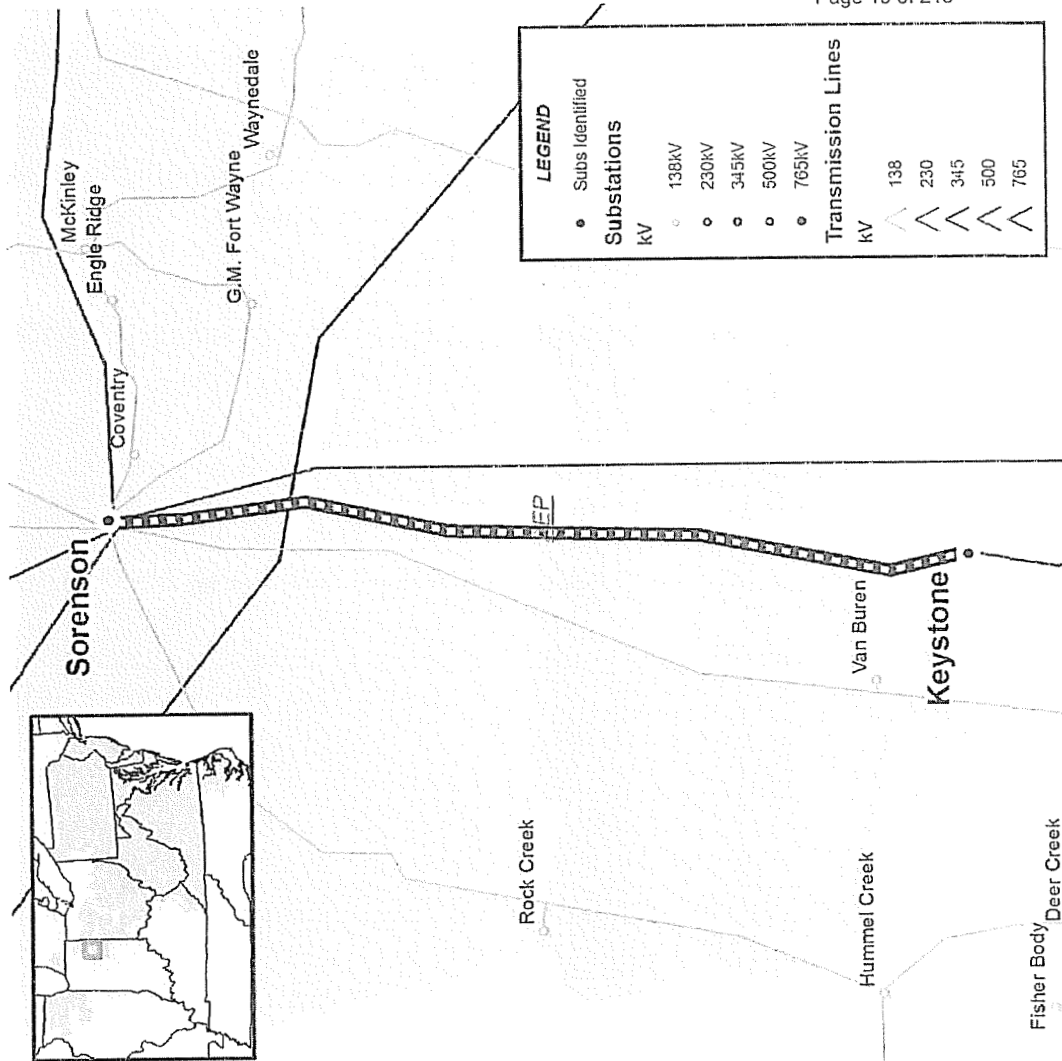 Page of
Sorenson
Coventry
McKinley
Engle Ridge
G.M. Fort Wayne
Waynedale
Van Buren
Keystone
Rock Creek
Hummel Creek
Fisher Body
Deer Creek
LEGEND
Subs Identified
Substations
kV
138kV
230kV
345kV
500kV
765kV
Transmission Lines
kV
138
230
345
500
765